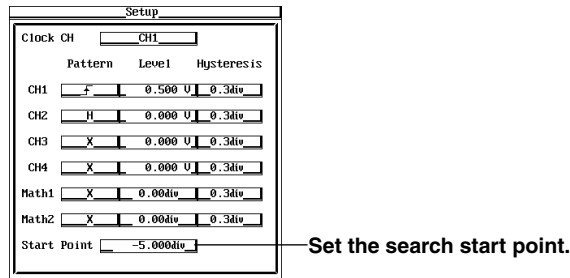 Setup
Clock CH CH1
Pattern Level Hysteresis
CH1 0.500 V 0.3div
CH2 H 0.000 V 0.3div
CH3 X 0.000 V 0.3div
CH4 X 0.000 V 0.3div
Math1 X 0.00div 0.3div
Math2 X 0.00div 0.3div
Start Point -5.000div Set the search start point.